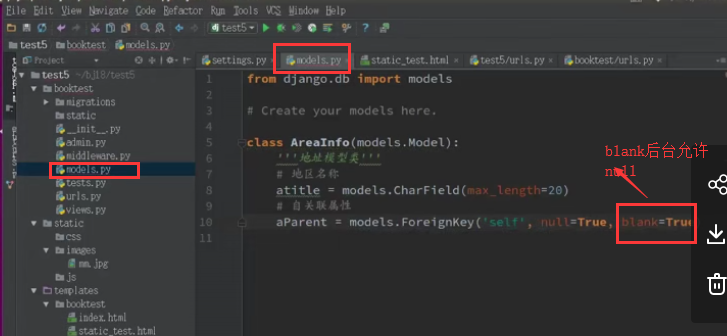 File Edit View Navigate Code Refactor Run Tools VCS Window Help
test5
test5 booktest models.py
Project
settings.py models.py static_test.html test5/urls.py booktest/urls.py
test5 ~/bj18/test5
booktest
migrations
static
__init__.py
admin.py
middleware.py
models.py
tests.py
urls.py
views.py
static
css
images
mm.jpg
js
templates
booktest
index.html
static_test.html
1 from django.db import models
2
3 # Create your models here.
4
5 class AreaInfo(models.Model):
6 '''地址模型类'''
7 # 地区名称
8 atitle = models.CharField(max_length=20)
9 # 自关联属性
10 aParent = models.ForeignKey('self', null=True, blank=True
11
blank后台允许
null